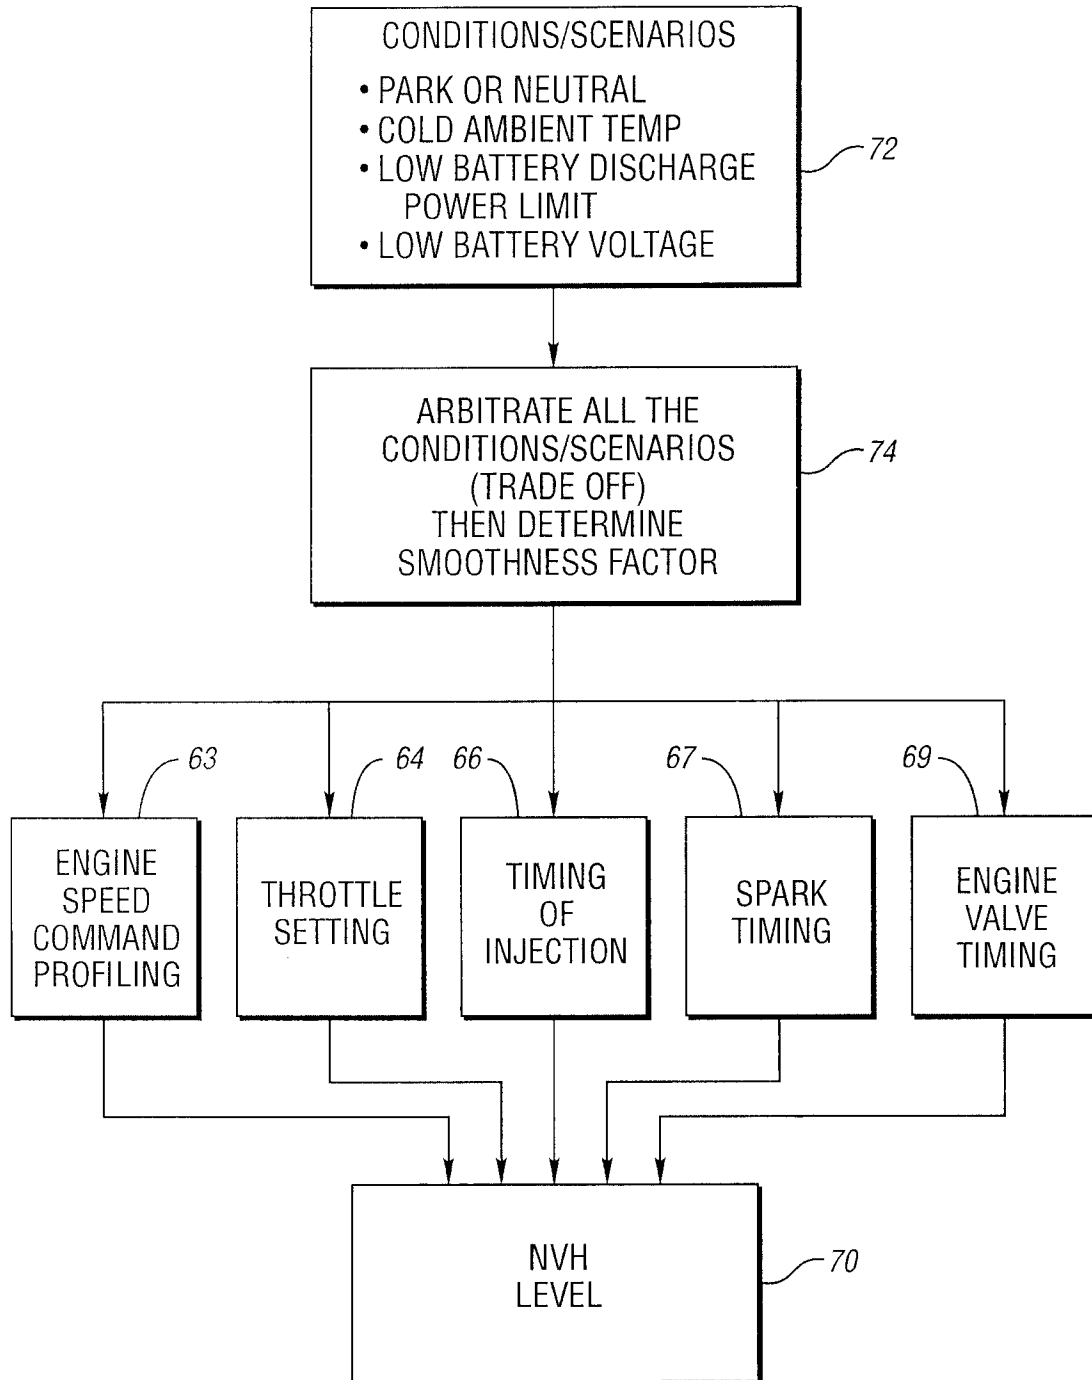 CONDITIONS/SCENARIOS
• PARK OR NEUTRAL
• COLD AMBIENT TEMP
• LOW BATTERY DISCHARGE
POWER LIMIT
• LOW BATTERY VOLTAGE
72
ARBITRATE ALL THE
CONDITIONS/SCENARIOS
(TRADE OFF)
THEN DETERMINE
SMOOTHNESS FACTOR
74
63
ENGINE
SPEED
COMMAND
PROFILING
64
THROTTLE
SETTING
66
TIMING
OF
INJECTION
67
SPARK
TIMING
69
ENGINE
VALVE
TIMING
NVH
LEVEL
70